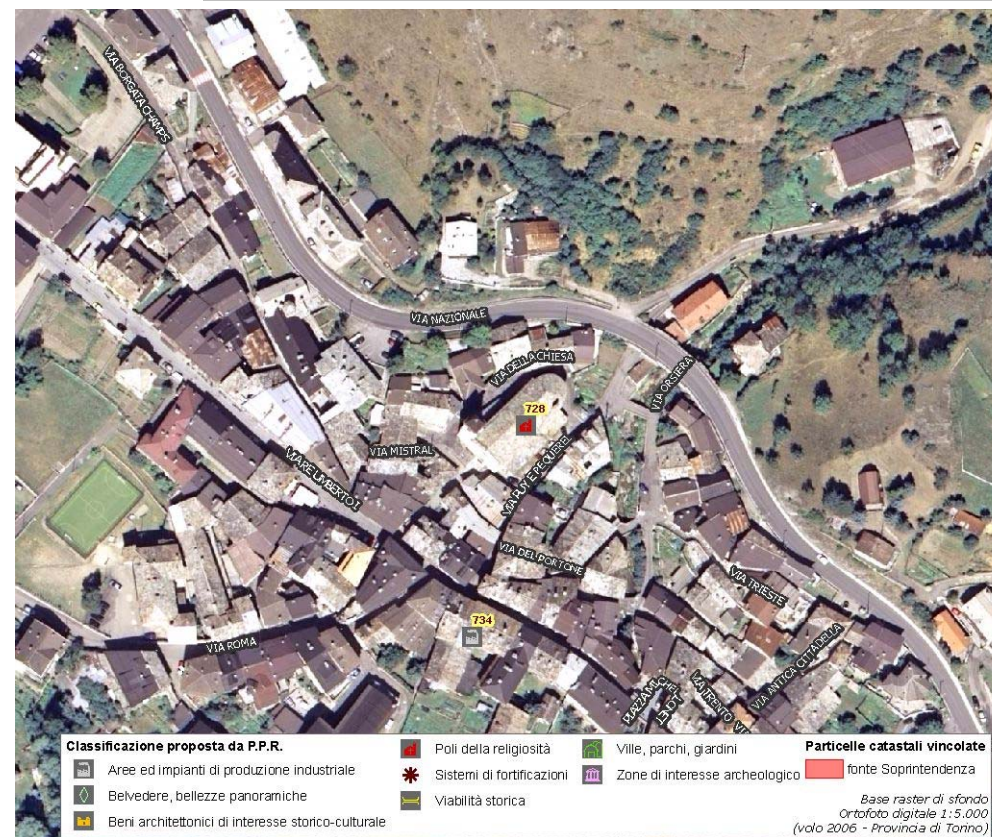 VIA BORGATA CHAMPS
VIA NAZIONALE
VIA DELLA CHIESA
VIA ORSIERA
728
VIA MISTRAL
VIA RE UMBERTO I
VIA PUY E PEQUEREL
VIA DEL PORTONE
VIA TRIESTE
734
VIA ROMA
VIA ANTICA CITTADELLA
VIA TRENTO
PIAZZA
Classificazione proposta da P.P.R.
Aree ed impianti di produzione industriale
Belvedere, bellezze panoramiche
Beni architettonici di interesse storico-culturale
Poli della religiosità
Sistemi di fortificazioni
Viabilità storica
Ville, parchi, giardini
Zone di interesse archeologico
Particelle catastali vincolate
fonte Soprintendenza
Base raster di sfondo
Ortofoto digitale 1:5.000
(volo 2006 - Provincia di Torino)